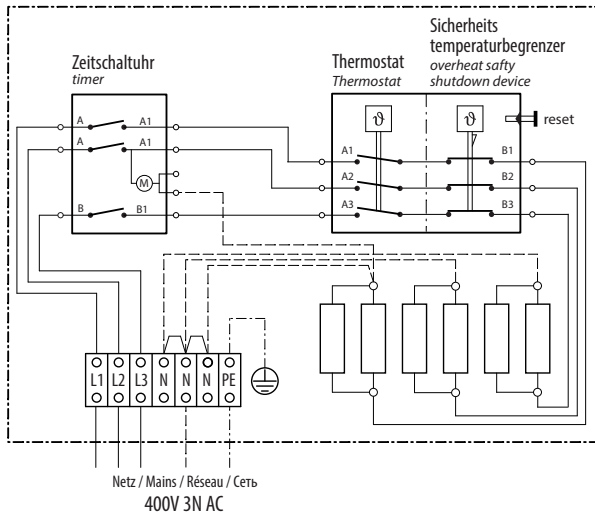 Sicherheits
temperaturbegrenzer
overheat safty
shutdown device
Zeitschaltuhr
timer
Thermostat
Thermostat
ϑ
ϑ
reset
A
A1
A
A1
M
B
B1
A1
A2
A3
B1
B2
B3
L1
L2
L3
N
N
N
PE
Netz / Mains / Réseau / Сеть
400V 3N AC